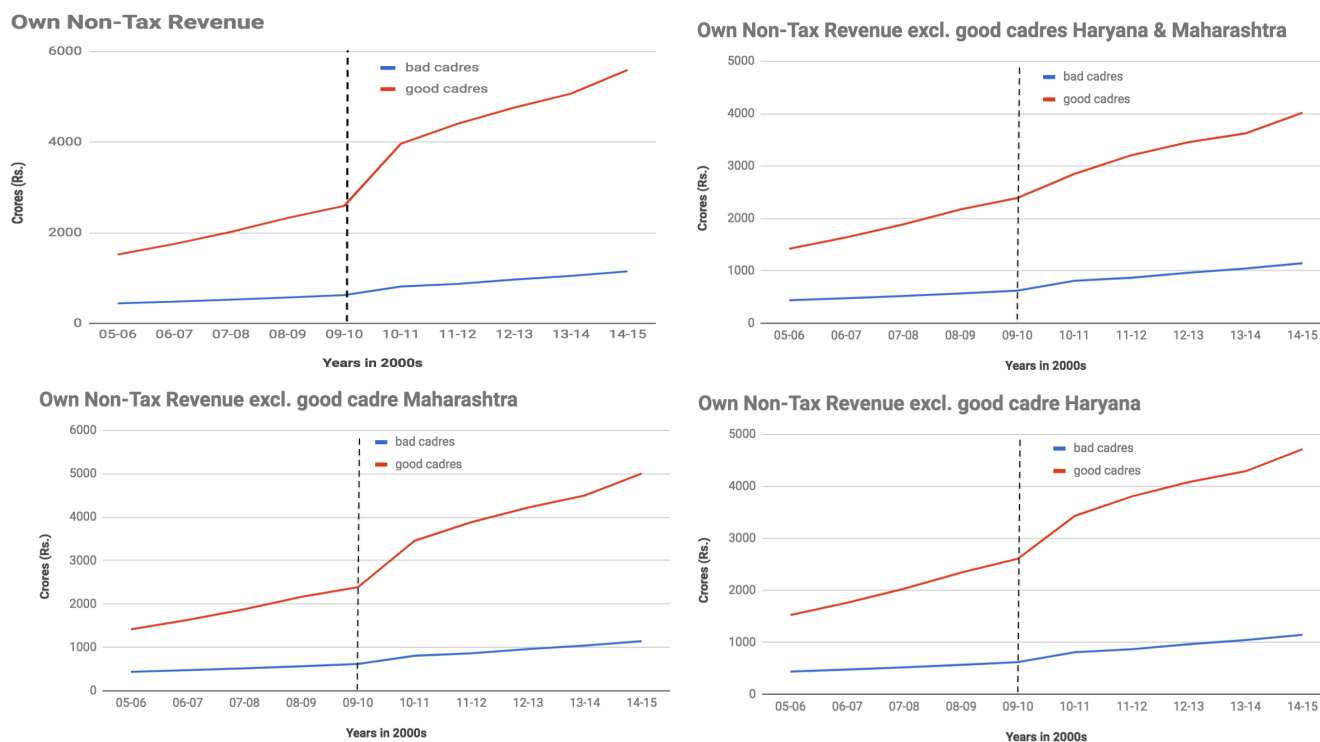 Own Non-Tax Revenue
6000
4000
2000
0
Crores (Rs.)
bad cadres
good cadres
05-06 06-07 07-08 08-09 09-10 10-11 11-12 12-13 13-14 14-15
Years in 2000s
Own Non-Tax Revenue excl. good cadres Haryana & Maharashtra
5000
4000
3000
2000
1000
0
Crores (Rs.)
bad cadres
good cadres
05-06 06-07 07-08 08-09 09-10 10-11 11-12 12-13 13-14 14-15
Years in 2000s
Own Non-Tax Revenue excl. good cadre Maharashtra
6000
5000
4000
3000
2000
1000
0
Crores (Rs.)
bad cadres
good cadres
05-06 06-07 07-08 08-09 09-10 10-11 11-12 12-13 13-14 14-15
Years in 2000s
Own Non-Tax Revenue excl. good cadre Haryana
5000
4000
3000
2000
1000
0
Crores (Rs.)
bad cadres
good cadres
05-06 06-07 07-08 08-09 09-10 10-11 11-12 12-13 13-14 14-15
Years in 2000s